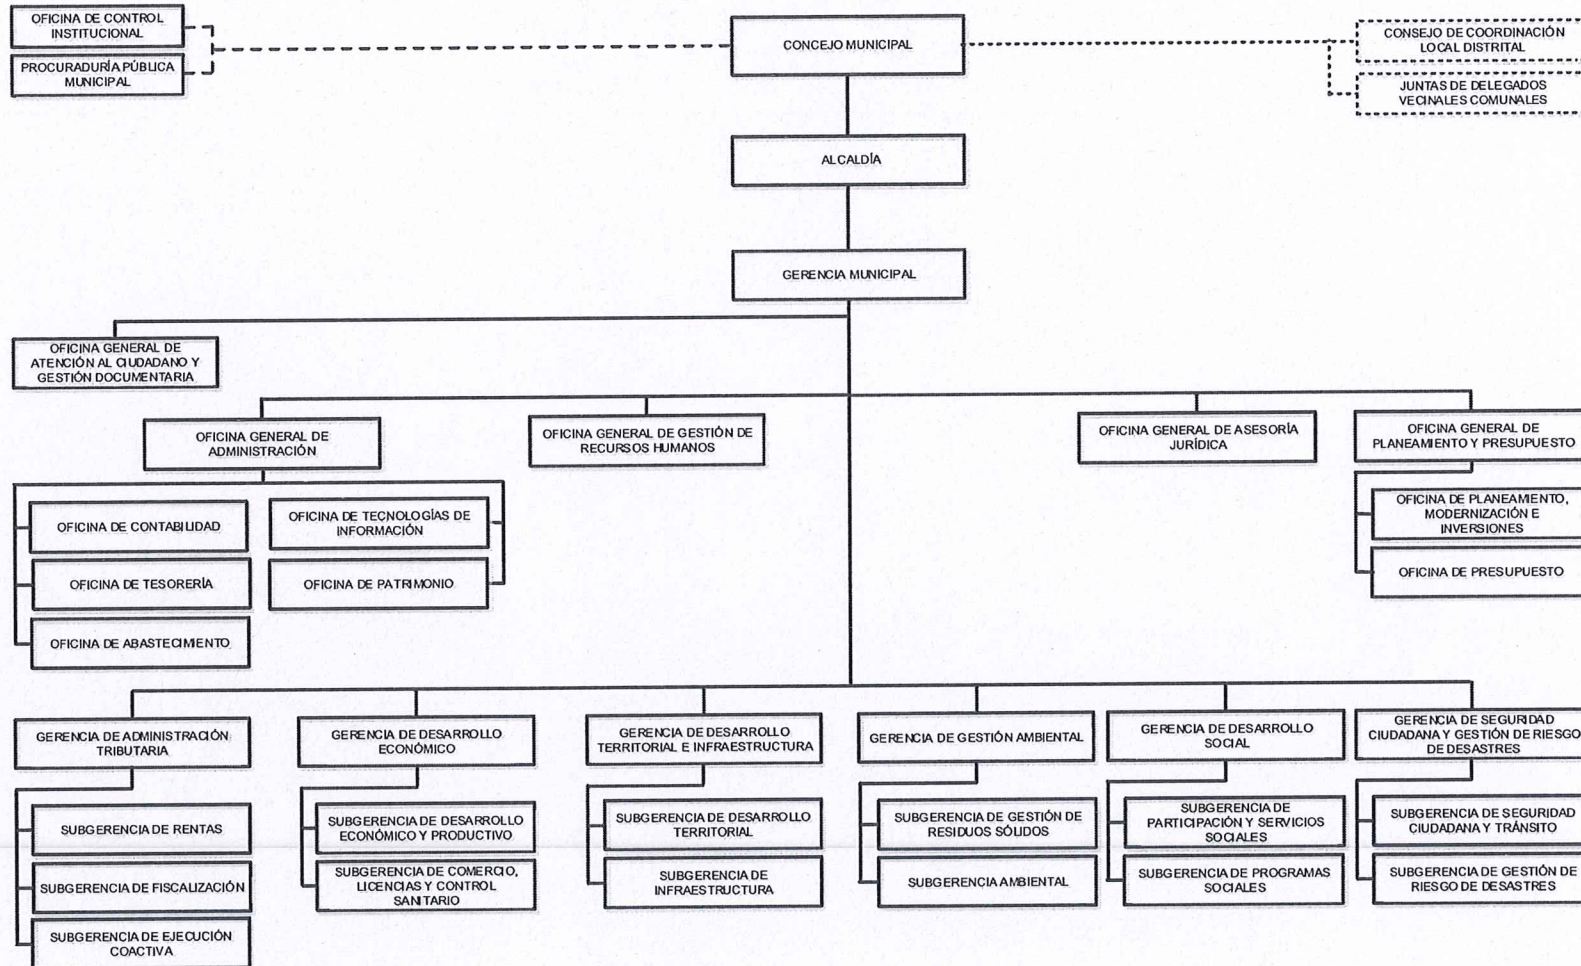 OFICINA DE CONTROL
INSTITUCIONAL
PROCURADURÍA PÚBLICA
MUNICIPAL
CONCEJO MUNICIPAL
CONSEJO DE COORDINACIÓN
LOCAL DISTRITAL
JUNTAS DE DELEGADOS
VECINALES COMUNALES
ALCALDÍA
GERENCIA MUNICIPAL
OFICINA GENERAL DE
ATENCIÓN AL CIUDADANO Y
GESTIÓN DOCUMENTARIA
OFICINA GENERAL DE
ADMINISTRACIÓN
OFICINA GENERAL DE GESTIÓN DE
RECURSOS HUMANOS
OFICINA GENERAL DE ASESORÍA
JURÍDICA
OFICINA GENERAL DE
PLANEAMIENTO Y PRESUPUESTO
OFICINA DE CONTABILIDAD
OFICINA DE TECNOLOGÍAS DE
INFORMACIÓN
OFICINA DE PLANEAMIENTO,
MODERNIZACIÓN E
INVERSIONES
OFICINA DE TESORERÍA
OFICINA DE PATRIMONIO
OFICINA DE PRESUPUESTO
OFICINA DE ABASTECIMIENTO
GERENCIA DE ADMINISTRACIÓN
TRIBUTARIA
GERENCIA DE DESARROLLO
ECONÓMICO
GERENCIA DE DESARROLLO
TERRITORIAL E INFRAESTRUCTURA
GERENCIA DE GESTIÓN AMBIENTAL
GERENCIA DE DESARROLLO
SOCIAL
GERENCIA DE SEGURIDAD
CIUDADANA Y GESTIÓN DE RIESGO
DE DESASTRES
SUBGERENCIA DE RENTAS
SUBGERENCIA DE DESARROLLO
ECONÓMICO Y PRODUCTIVO
SUBGERENCIA DE DESARROLLO
TERRITORIAL
SUBGERENCIA DE GESTIÓN DE
RESIDUOS SÓLIDOS
SUBGERENCIA DE
PARTICIPACIÓN Y SERVICIOS
SOCIALES
SUBGERENCIA DE SEGURIDAD
CIUDADANA Y TRÁNSITO
SUBGERENCIA DE FISCALIZACIÓN
SUBGERENCIA DE COMERCIO,
LICENCIAS Y CONTROL
SANITARIO
SUBGERENCIA DE
INFRAESTRUCTURA
SUBGERENCIA AMBIENTAL
SUBGERENCIA DE PROGRAMAS
SOCIALES
SUBGERENCIA DE GESTIÓN DE
RIESGO DE DESASTRES
SUBGERENCIA DE EJECUCIÓN
COACTIVA